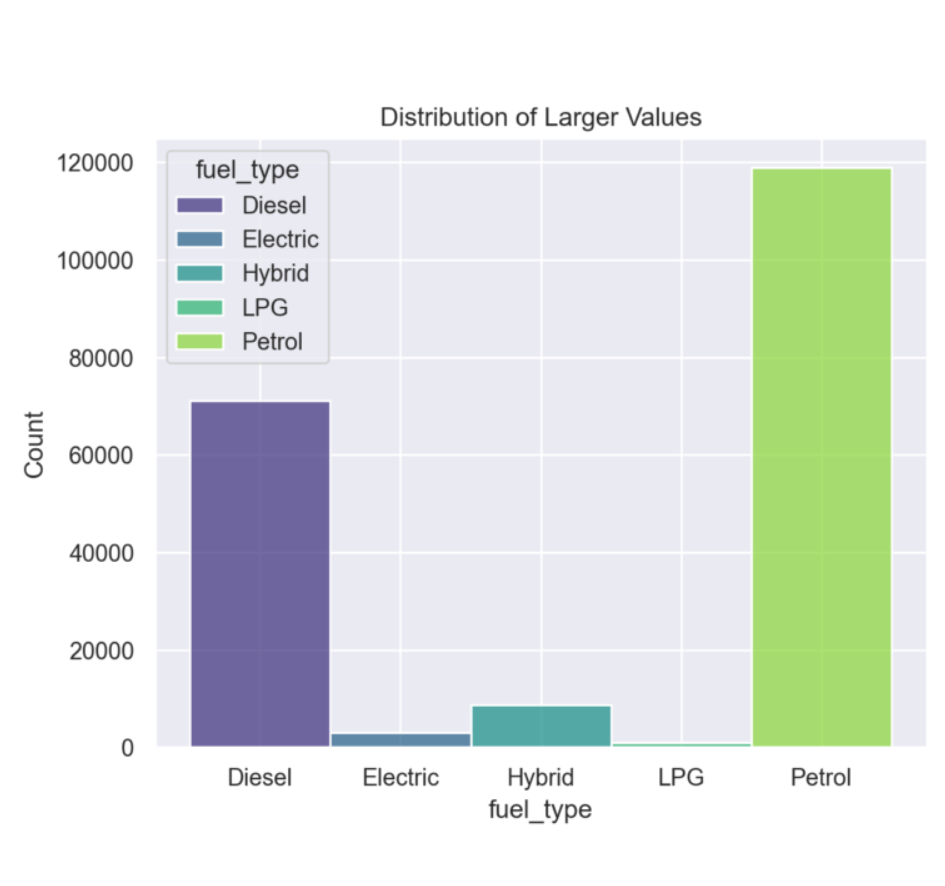 Distribution of Larger Values
120000
100000
80000
60000
40000
20000
0
Count
fuel_type
Diesel
Electric
Hybrid
LPG
Petrol
Diesel Electric Hybrid LPG Petrol
fuel_type